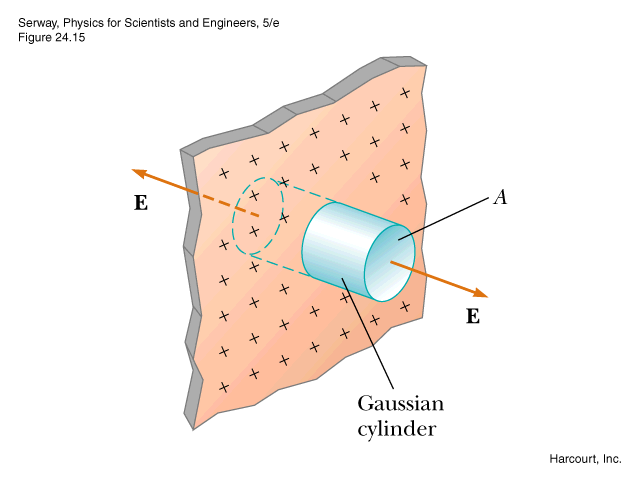 Serway, Physics for Scientists and Engineers, 5/e
Figure 24.15
E
A
E
Gaussian
cylinder
Harcourt, Inc.